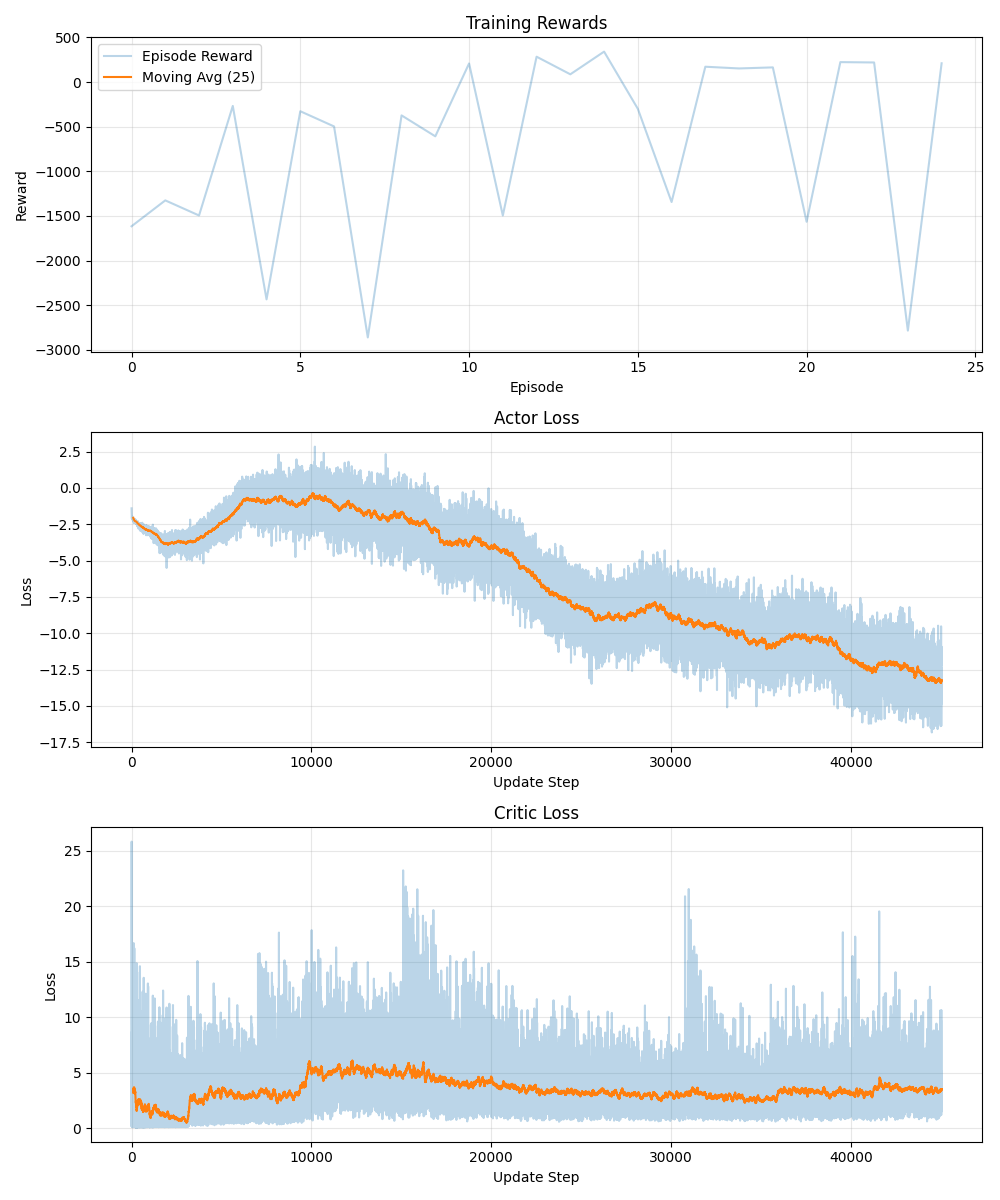 Training Rewards
500
0
−500
−1000
−1500
−2000
−2500
−3000
Reward
Episode Reward
Moving Avg (25)
0 5 10 15 20 25
Episode
Actor Loss
2.5
0.0
−2.5
−5.0
−7.5
−10.0
−12.5
−15.0
−17.5
Loss
0 10000 20000 30000 40000
Update Step
Critic Loss
25
20
15
10
5
0
Loss
0 10000 20000 30000 40000
Update Step